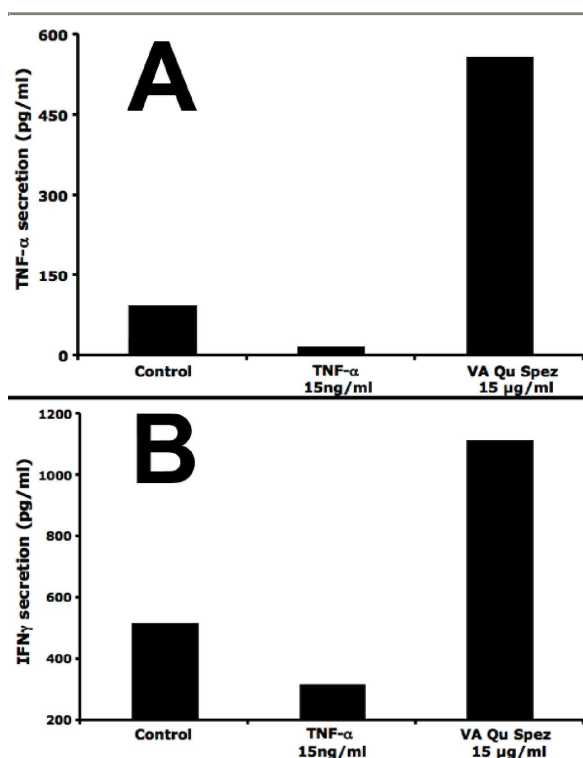 A
TNF-α secretion (pg/ml)
600
450
300
150
0
Control
TNF-α
15ng/ml
VA Qu Spez
15 µg/ml
B
IFNγ secretion (pg/ml)
1200
1000
800
600
400
200
Control
TNF-α
15ng/ml
VA Qu Spez
15 µg/ml